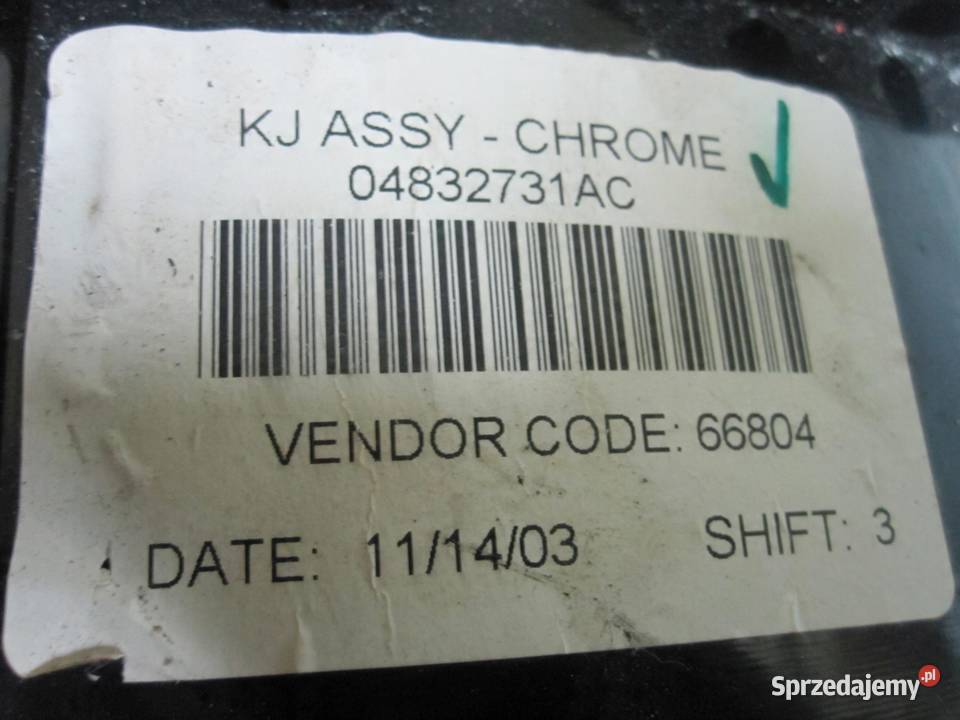 KJ ASSY - CHROME
04832731AC
VENDOR CODE: 66804
DATE: 11/14/03 SHIFT: 3
Sprzedajemy.pl